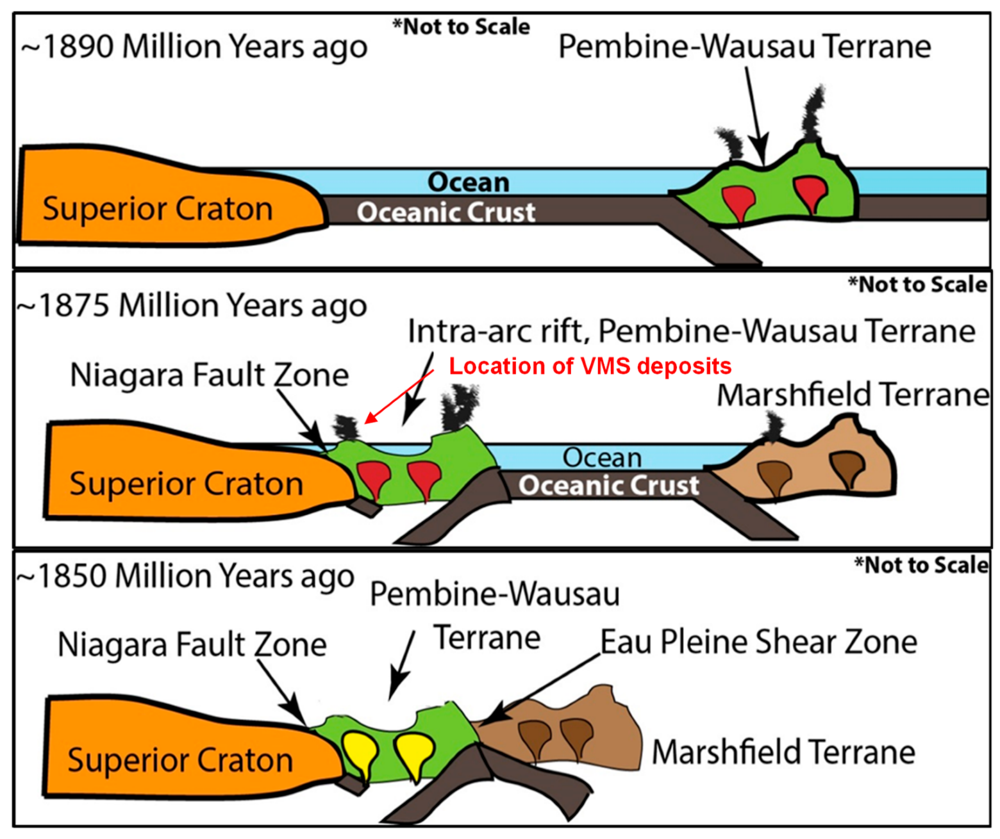 *Not to Scale
~1890 Million Years ago
Pembine-Wausau Terrane
Ocean
Superior Craton
Oceanic Crust
*Not to Scale
~1875 Million Years ago
Intra-arc rift, Pembine-Wausau Terrane
Location of VMS deposits
Niagara Fault Zone
Marshfield Terrane
Ocean
Superior Craton
Oceanic Crust
*Not to Scale
~1850 Million Years ago
Pembine-Wausau
Terrane
Niagara Fault Zone
Eau Pleine Shear Zone
Superior Craton
Marshfield Terrane